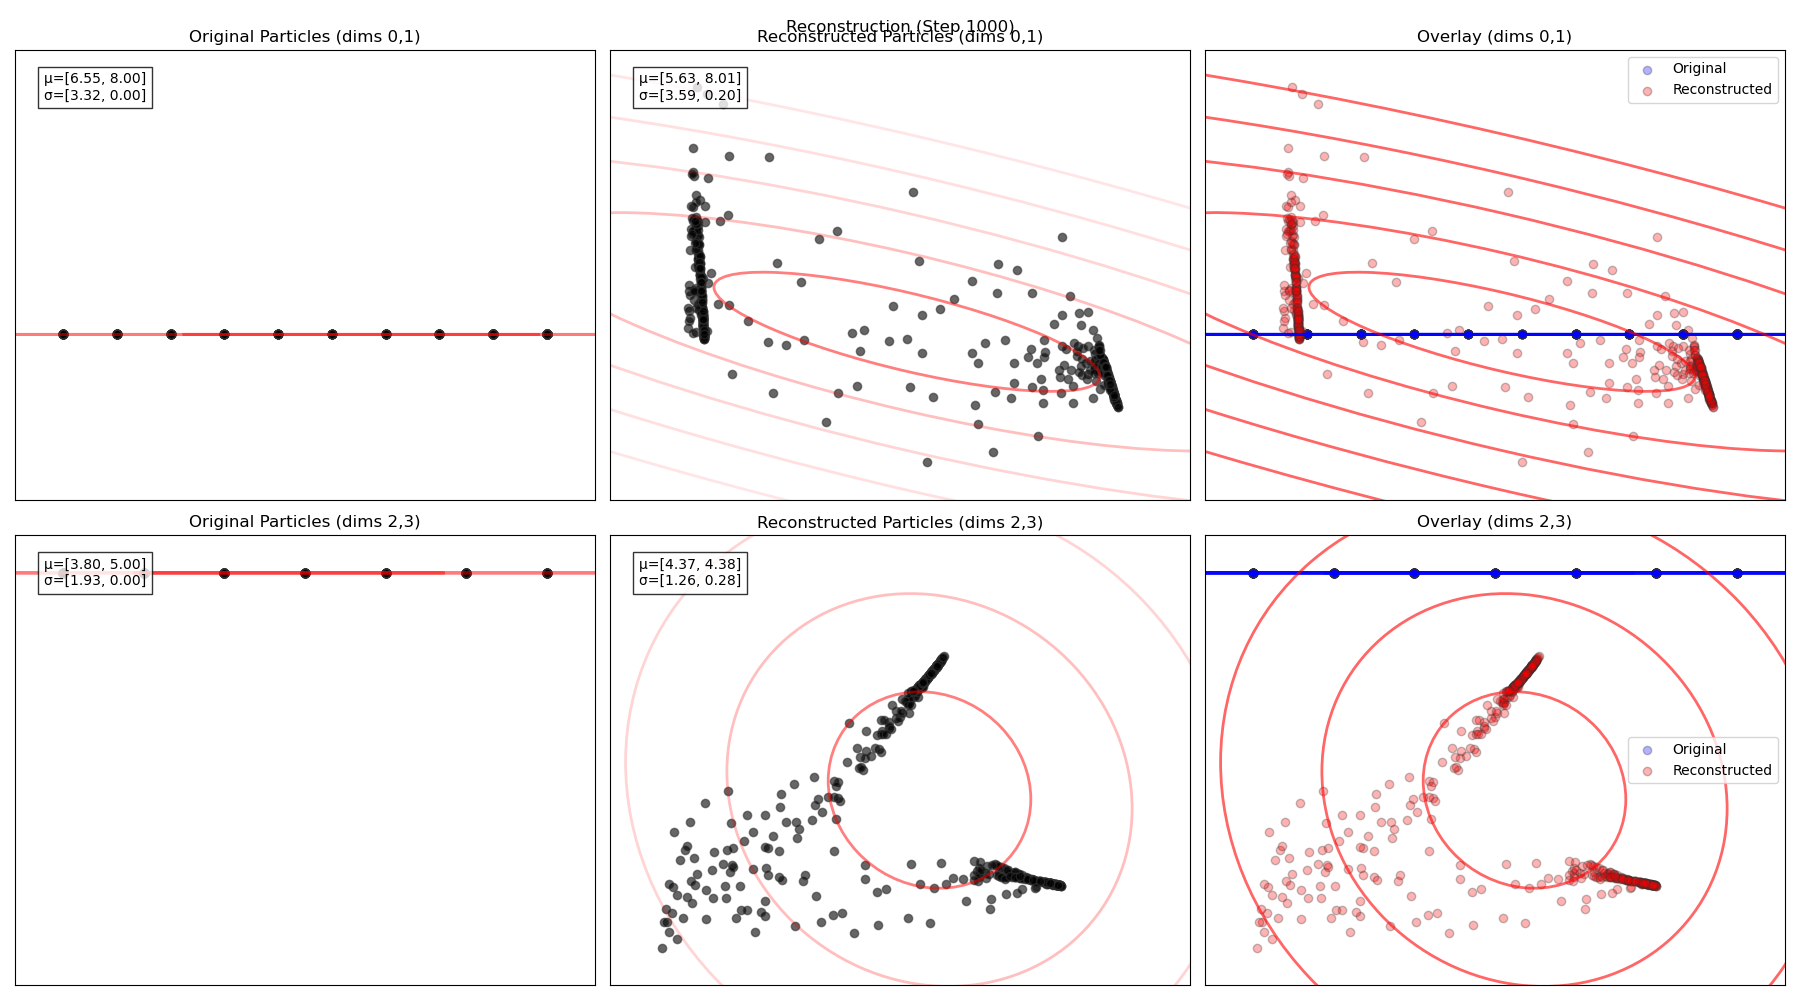 Reconstruction (Step 1000)
Original Particles (dims 0,1)
Reconstructed Particles (dims 0,1)
Overlay (dims 0,1)
μ=[6.55, 8.00]
σ=[3.32, 0.00]
μ=[5.63, 8.01]
σ=[3.59, 0.20]
Original
Reconstructed
Original Particles (dims 2,3)
Reconstructed Particles (dims 2,3)
Overlay (dims 2,3)
μ=[3.80, 5.00]
σ=[1.93, 0.00]
μ=[4.37, 4.38]
σ=[1.26, 0.28]
Original
Reconstructed